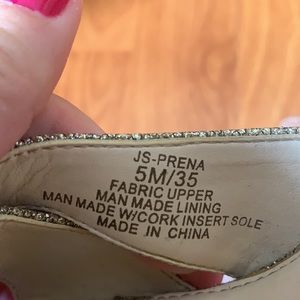 JS-PRENA
5M/35
FABRIC UPPER
MAN MADE LINING
MAN MADE W/CORK INSERT SOLE
MADE IN CHINA